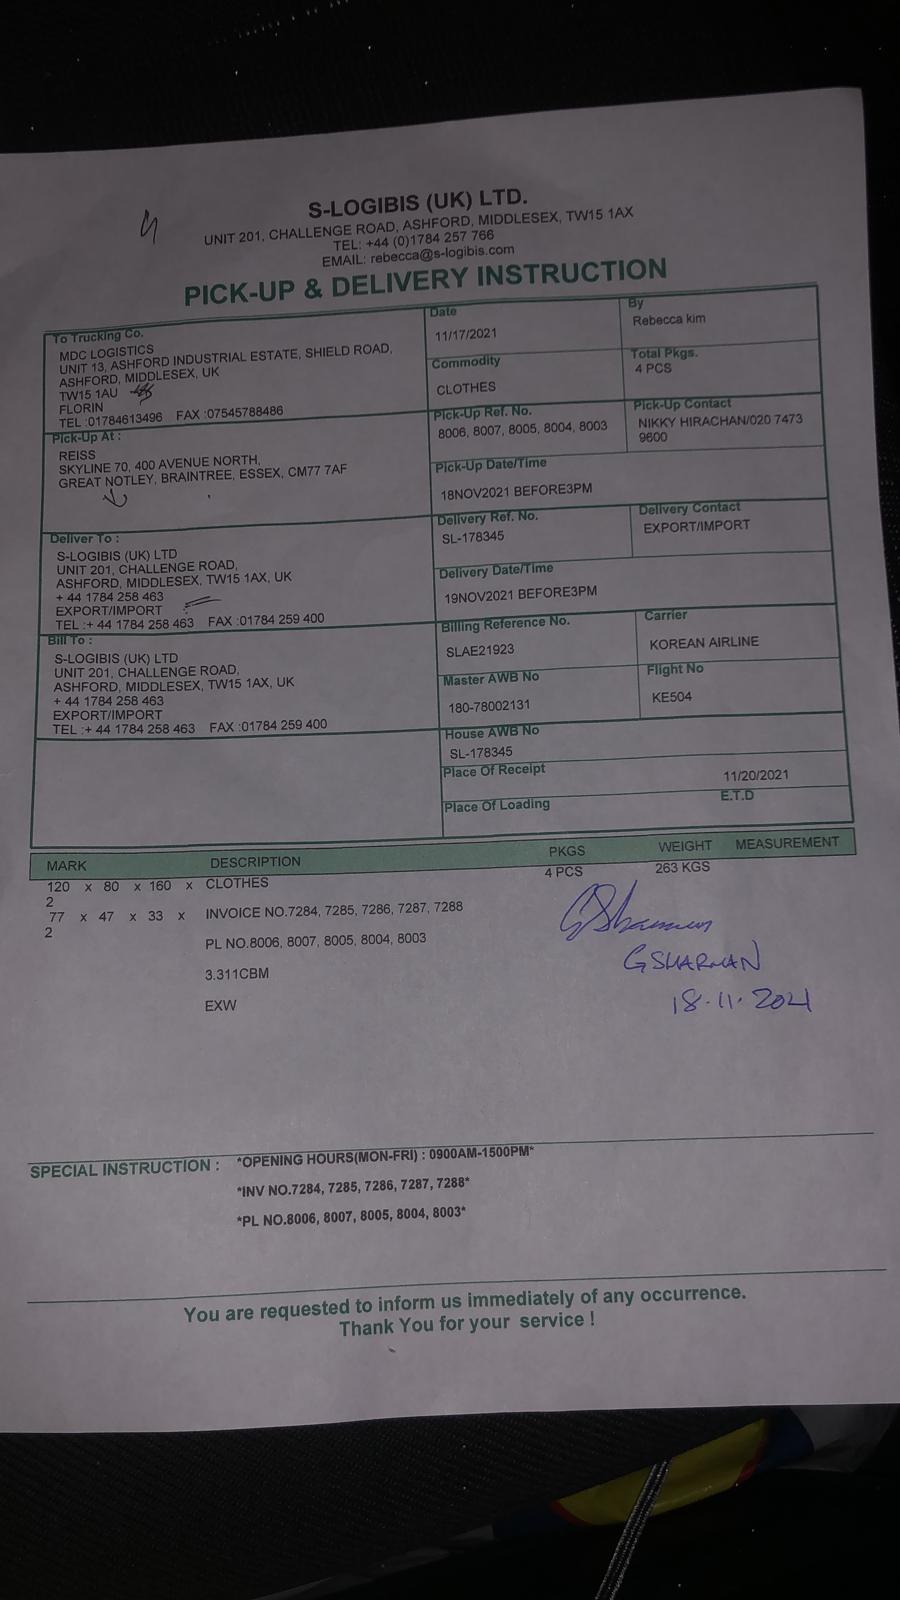 S-LOGIBIS (UK) LTD.
UNIT 201, CHALLENGE ROAD, ASHFORD, MIDDLESEX, TW15 1AX
TEL: +44 (0)1784 257 766
EMAIL: rebecca@s-logibis.com
PICK-UP & DELIVERY INSTRUCTION
To Trucking Co.
MDC LOGISTICS
UNIT 13, ASHFORD INDUSTRIAL ESTATE, SHIELD ROAD,
ASHFORD, MIDDLESEX, UK
TW15 1AU
FLORIN
TEL :01784613496 FAX :07545788486
Date
11/17/2021
By
Rebecca kim
Commodity
CLOTHES
Total Pkgs.
4 PCS
Pick-Up At :
REISS
SKYLINE 70, 400 AVENUE NORTH,
GREAT NOTLEY, BRAINTREE, ESSEX, CM77 7AF
Pick-Up Ref. No.
8006, 8007, 8005, 8004, 8003
Pick-Up Contact
NIKKY HIRACHAN/020 7473
9600
Pick-Up Date/Time
18NOV2021 BEFORE3PM
Deliver To :
S-LOGIBIS (UK) LTD
UNIT 201, CHALLENGE ROAD,
ASHFORD, MIDDLESEX, TW15 1AX, UK
+ 44 1784 258 463
EXPORT/IMPORT
TEL :+ 44 1784 258 463 FAX :01784 259 400
Delivery Ref. No.
SL-178345
Delivery Contact
EXPORT/IMPORT
Delivery Date/Time
19NOV2021 BEFORE3PM
Bill To :
S-LOGIBIS (UK) LTD
UNIT 201, CHALLENGE ROAD,
ASHFORD, MIDDLESEX, TW15 1AX, UK
+ 44 1784 258 463
EXPORT/IMPORT
TEL :+ 44 1784 258 463 FAX :01784 259 400
Billing Reference No.
SLAE21923
Carrier
KOREAN AIRLINE
Master AWB No
180-78002131
Flight No
KE504
House AWB No
SL-178345
Place Of Receipt
11/20/2021
Place Of Loading
E.T.D
MARK DESCRIPTION PKGS WEIGHT MEASUREMENT
120 x 80 x 160 x CLOTHES 4 PCS 263 KGS
2
77 x 47 x 33 x INVOICE NO.7284, 7285, 7286, 7287, 7288
2
PL NO.8006, 8007, 8005, 8004, 8003
3.311CBM
EXW
GSharman
GSHARMAN
18.11.2021
SPECIAL INSTRUCTION : *OPENING HOURS(MON-FRI) : 0900AM-1500PM*
*INV NO.7284, 7285, 7286, 7287, 7288*
*PL NO.8006, 8007, 8005, 8004, 8003*
You are requested to inform us immediately of any occurrence.
Thank You for your service !